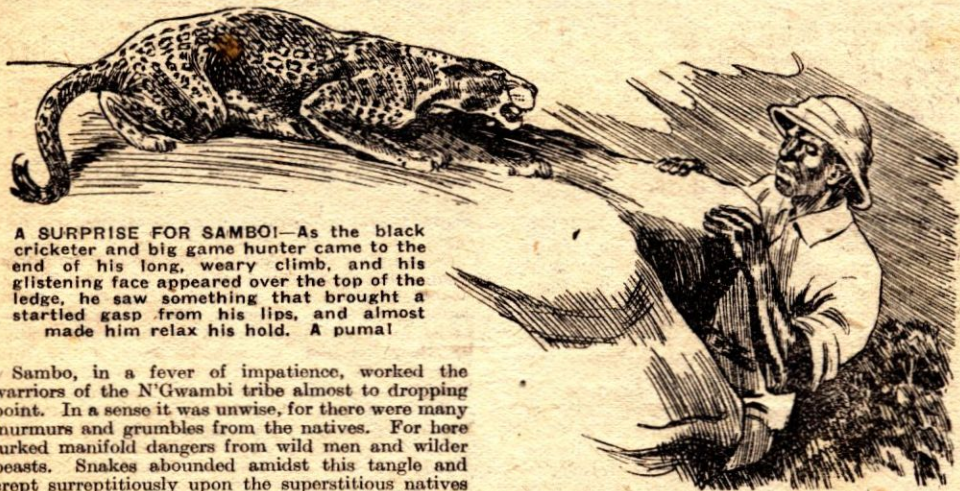 A SURPRISE FOR SAMBO!—As the black
cricketer and big game hunter came to the
end of his long, weary climb, and his
glistening face appeared over the top of the
ledge, he saw something that brought a
startled gasp from his lips, and almost
made him relax his hold. A puma!
Sambo, in a fever of impatience, worked the
warriors of the N'Gwambi tribe almost to dropping
point. In a sense it was unwise, for there were many
murmurs and grumbles from the natives. For here
lurked manifold dangers from wild men and wilder
beasts. Snakes abounded amidst this tangle and
crept surreptitiously upon the superstitious natives